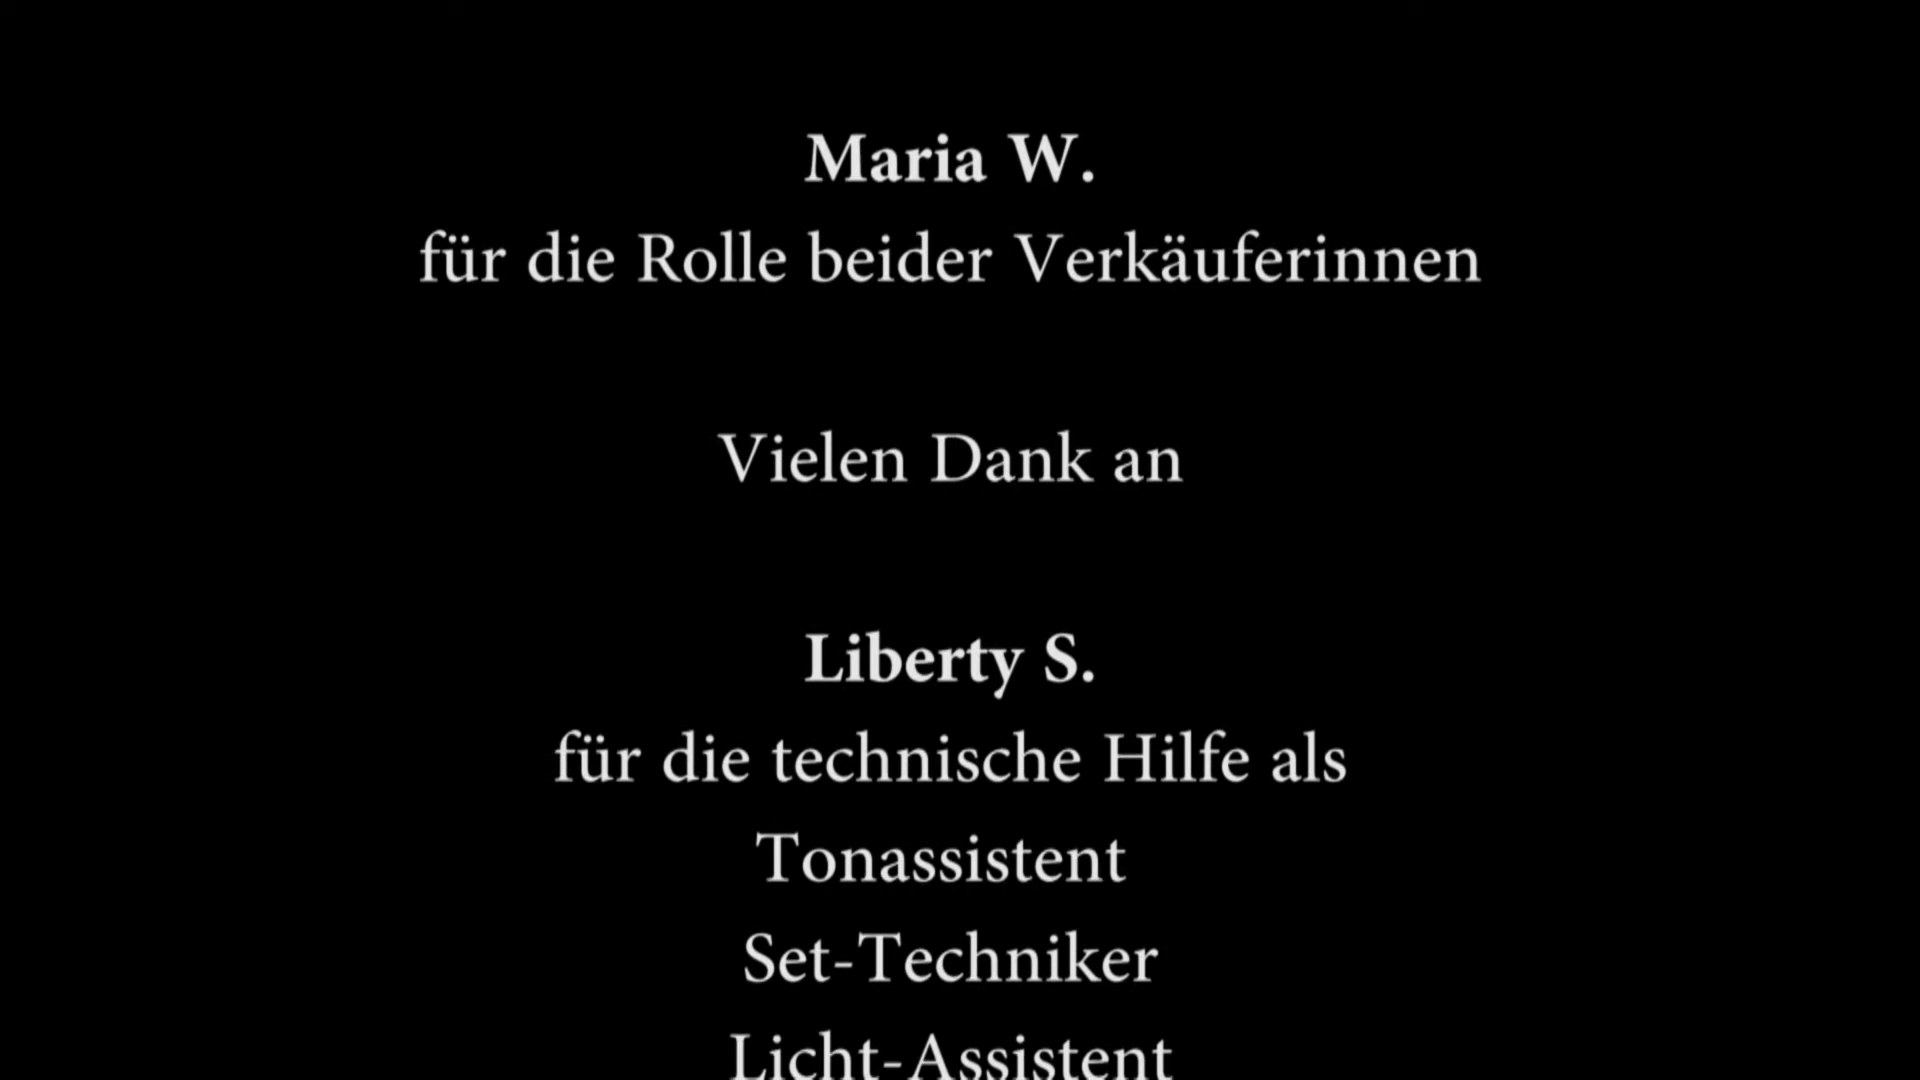 Maria W.
für die Rolle beider Verkäuferinnen
Vielen Dank an
Liberty S.
für die technische Hilfe als
Tonassistent
Set-Techniker
Licht-Assistent